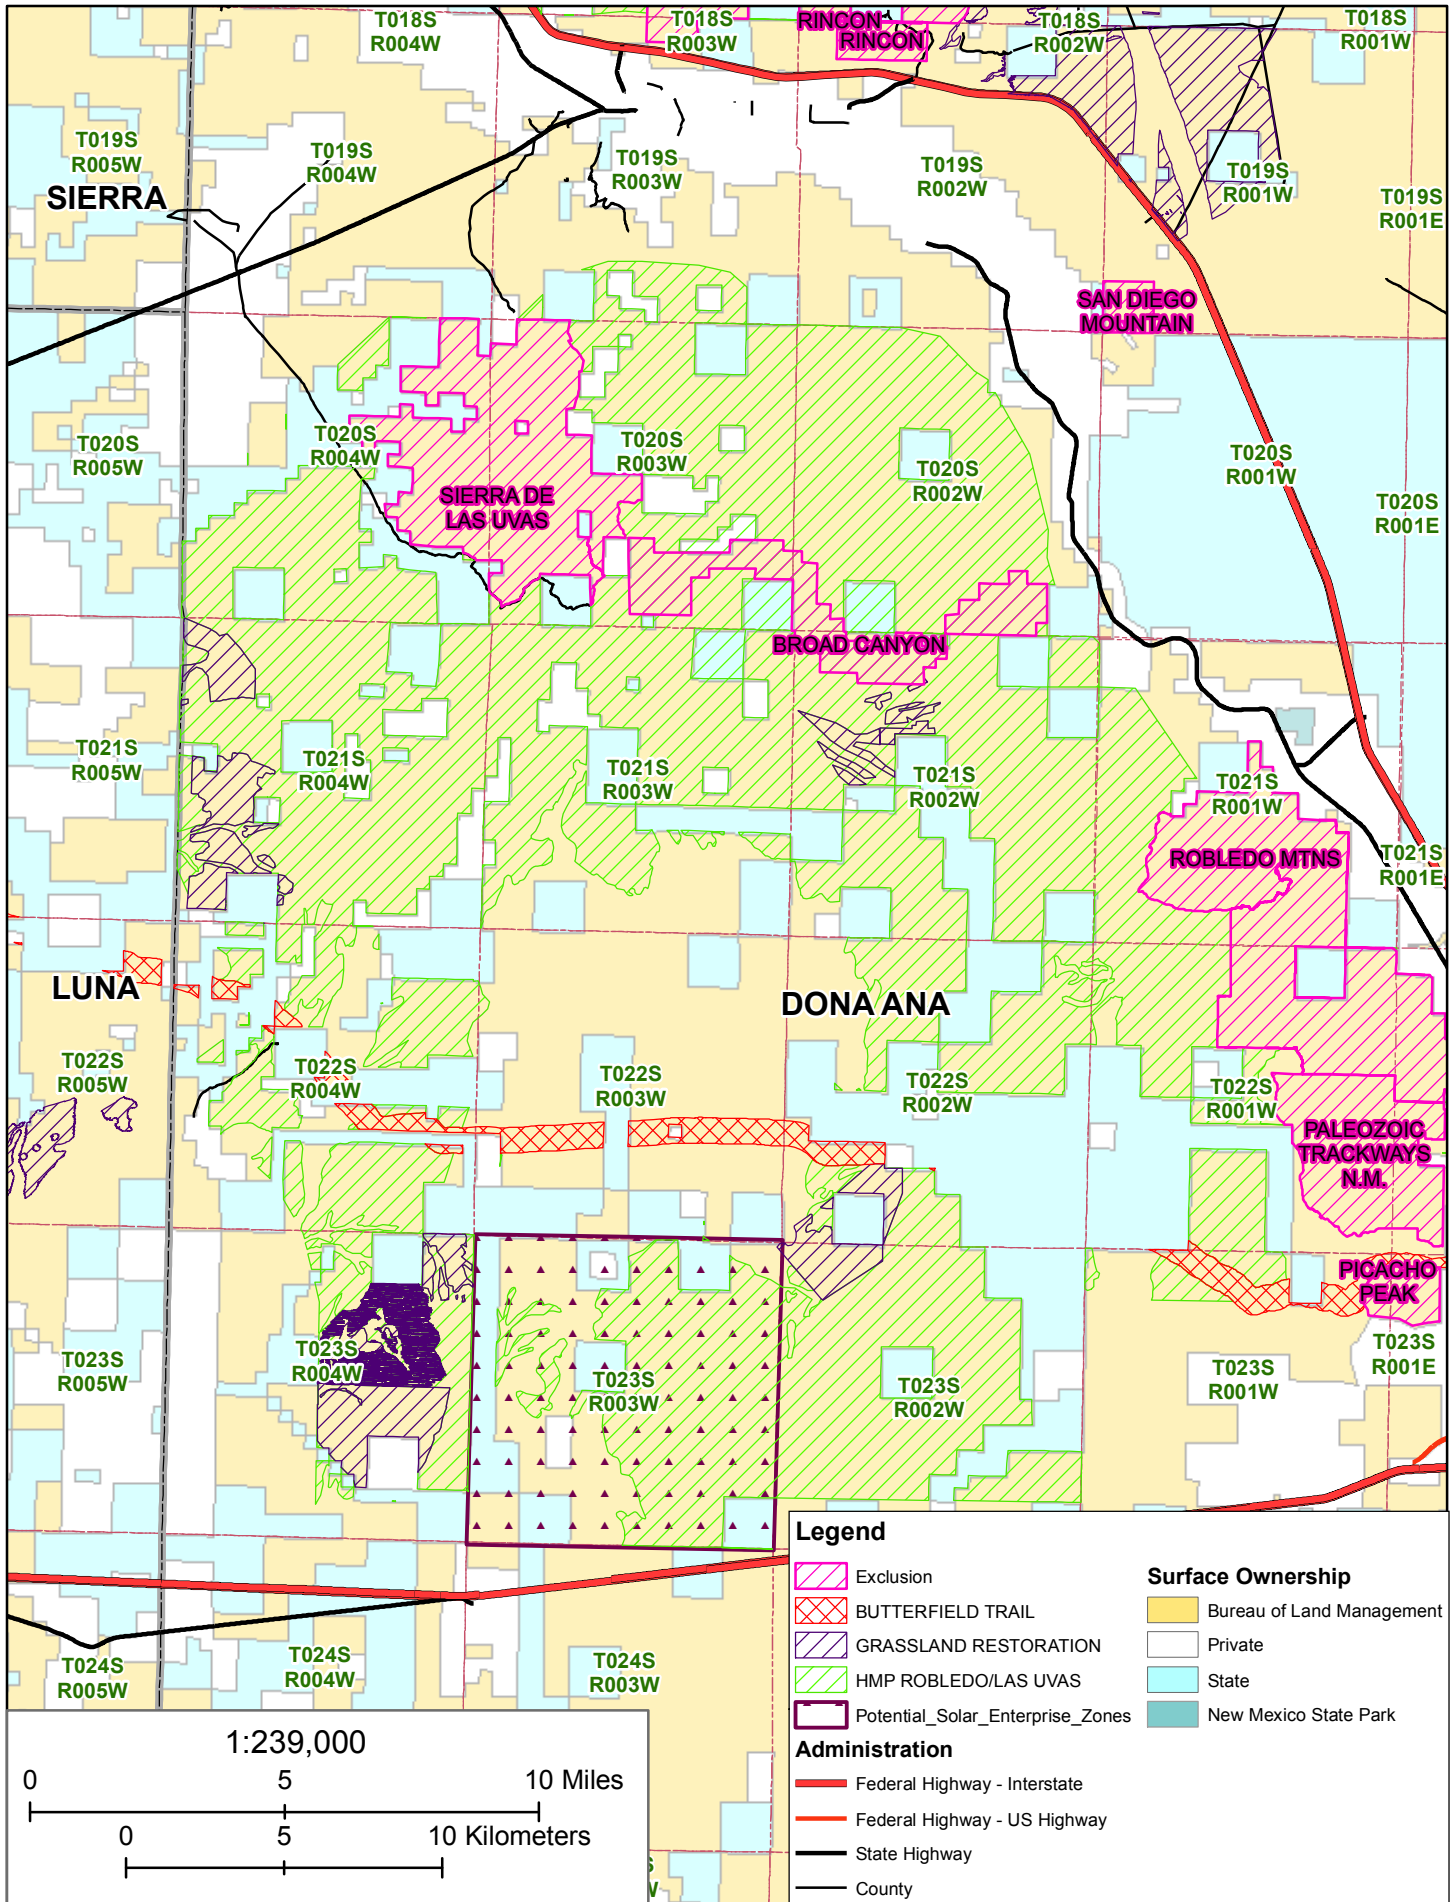 T018S
R004W
T018S
R003W
RINCON
RINCON
T018S
R002W
T018S
R001W
T019S
R005W
T019S
R004W
T019S
R003W
T019S
R002W
T019S
R001W
T019S
R001E
SIERRA
SAN DIEGO
MOUNTAIN
T020S
R005W
T020S
R004W
T020S
R003W
T020S
R002W
T020S
R001W
T020S
R001E
SIERRA DE
LAS UVAS
BROAD CANYON
T021S
R005W
T021S
R004W
T021S
R003W
T021S
R002W
T021S
R001W
T021S
R001E
ROBLEDO MTNS
LUNA
DONA ANA
T022S
R005W
T022S
R004W
T022S
R003W
T022S
R002W
T022S
R001W
PALEOZOIC
TRACKWAYS
N.M.
PICACHO
PEAK
T023S
R005W
T023S
R004W
T023S
R003W
T023S
R002W
T023S
R001W
T023S
R001E
T024S
R005W
T024S
R004W
T024S
R003W
Legend
Exclusion
BUTTERFIELD TRAIL
GRASSLAND RESTORATION
HMP ROBLEDO/LAS UVAS
Potential_Solar_Enterprise_Zones
Administration
Federal Highway - Interstate
Federal Highway - US Highway
State Highway
County
Surface Ownership
Bureau of Land Management
Private
State
New Mexico State Park
1:239,000
0 5 10 Miles
0 5 10 Kilometers